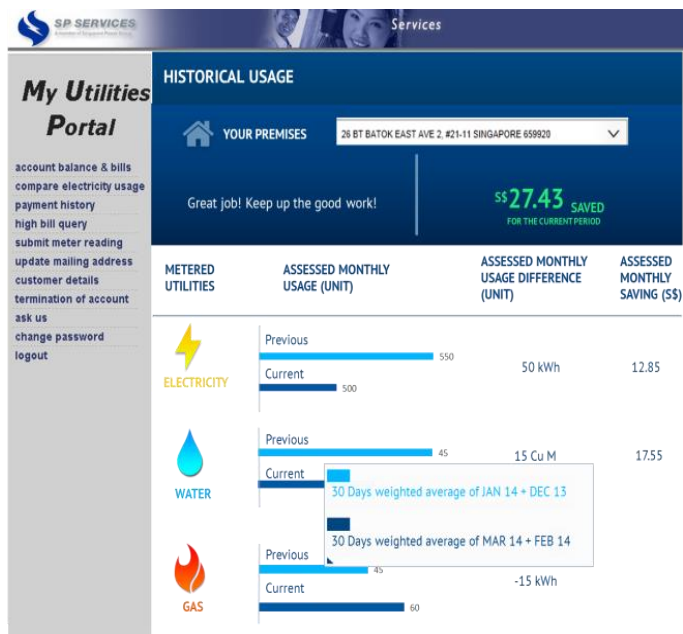 SP SERVICES
A member of Singapore Power Group
Services
My Utilities
Portal
account balance & bills
compare electricity usage
payment history
high bill query
submit meter reading
update mailing address
customer details
termination of account
ask us
change password
logout
HISTORICAL USAGE
YOUR PREMISES
26 BT BATOK EAST AVE 2, #21-11 SINGAPORE 659920
Great job! Keep up the good work!
S$27.43 SAVED
FOR THE CURRENT PERIOD
METERED
UTILITIES
ASSESSED MONTHLY
USAGE (UNIT)
ASSESSED MONTHLY
USAGE DIFFERENCE
(UNIT)
ASSESSED
MONTHLY
SAVING (S$)
ELECTRICITY
Previous
550
Current
500
50 kWh
12.85
WATER
Previous
45
Current
15 Cu M
17.55
30 Days weighted average of JAN 14 + DEC 13
30 Days weighted average of MAR 14 + FEB 14
GAS
Previous
45
Current
60
-15 kWh